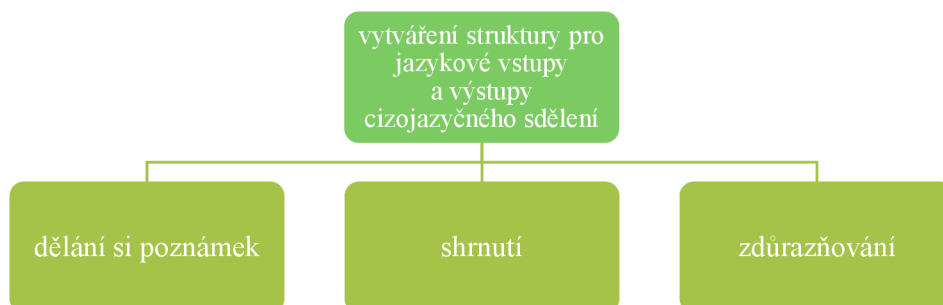 vytváření struktury pro
jazykové vstupy
a výstupy
cizojazyčného sdělení
dělání si poznámek
shrnutí
zdůrazňování